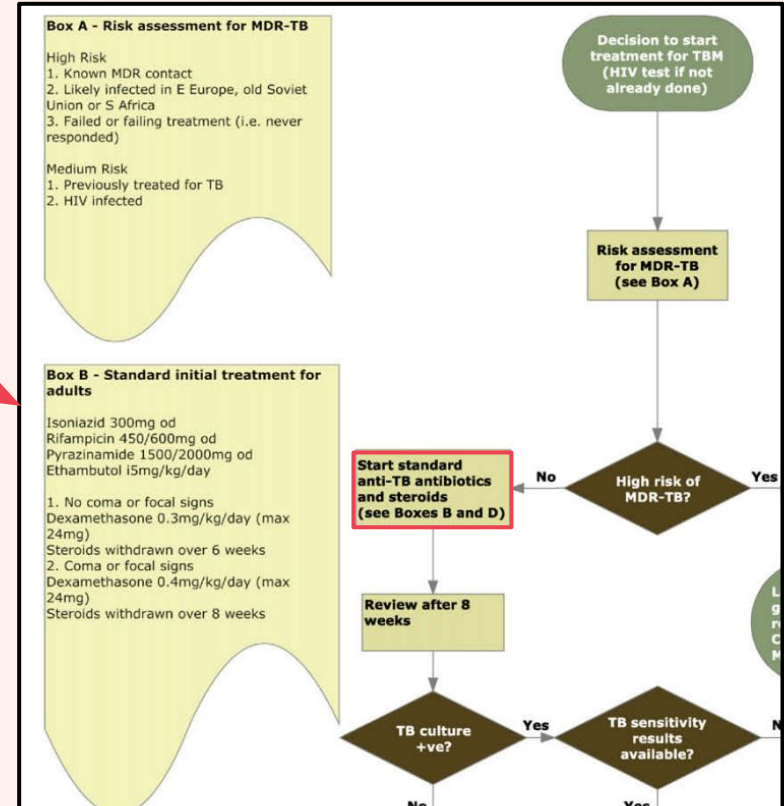 Box A - Risk assessment for MDR-TB
High Risk
1. Known MDR contact
2. Likely infected in E Europe, old Soviet
Union or S Africa
3. Failed or failing treatment (i.e. never
responded)
Medium Risk
1. Previously treated for TB
2. HIV infected
Decision to start
treatment for TBM
(HIV test if not
already done)
Risk assessment
for MDR-TB
(see Box A)
Box B - Standard initial treatment for
adults
Isoniazid 300mg od
Rifampicin 450/600mg od
Pyrazinamide 1500/2000mg od
Ethambutol i5mg/kg/day
1. No coma or focal signs
Dexamethasone 0.3mg/kg/day (max
24mg)
Steroids withdrawn over 6 weeks
2. Coma or focal signs
Dexamethasone 0.4mg/kg/day (max
24mg)
Steroids withdrawn over 8 weeks
Start standard
anti-TB antibiotics
and steroids
(see Boxes B and D)
No
High risk of
MDR-TB?
Yes
Review after 8
weeks
TB culture
+ve?
Yes
TB sensitivity
results
available?
No
Yes